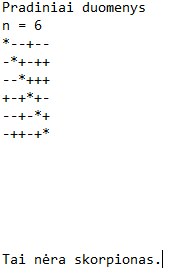 Pradiniai duomenys
n = 6
*--+--
-*+-++
--*+++
+-+*+-
--+-*+
-++-+*
Tai nėra skorpionas.